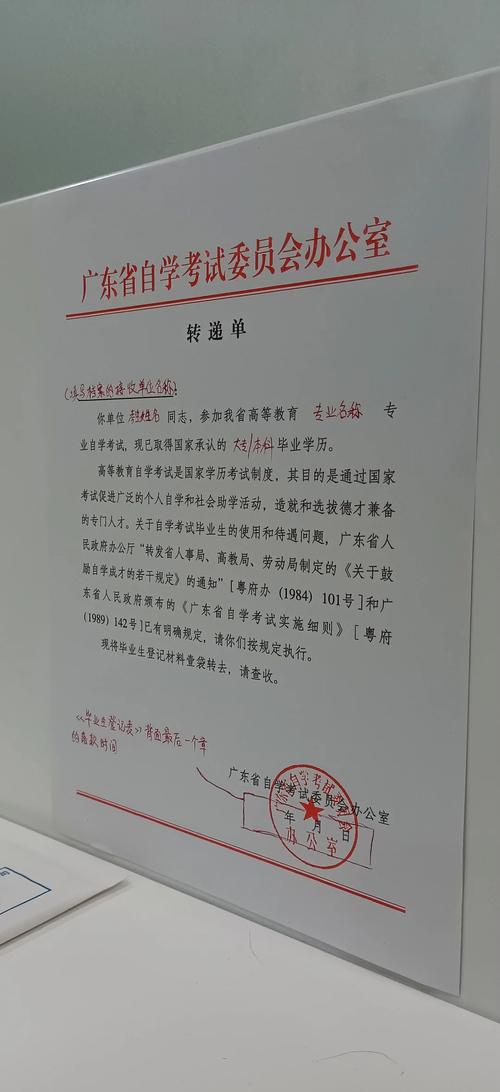 广东省自学考试委员会办公室
转递单
(填写档案的接收单位名称):
你单位 考生姓名 同志，参加我省高等教育 专业名称 专
业自学考试，现已取得国家承认的 大专/本科 毕业学历。
高等教育自学考试是国家学历考试制度，其目的是通过国家
考试促进广泛的个人自学和社会助学活动，造就和选拔德才兼备
的专门人才。关于自学考试毕业生的使用和待遇问题，广东省人
民政府办公厅“转发省人事局、高教局、劳动局制定的《关于鼓
励自学成才的若干规定》的通知”[粤府办 (1984) 101号]和广
东省人民政府颁布的《广东省自学考试实施细则》[粤府
(1989) 142号]已有明确规定，请你们按规定执行。
现将毕业生登记材料壹袋转去，请查收。
《毕业生登记表》背面最后一个章
的落款时间
广东省自学考试委员会办公室
年 月 日
办公室